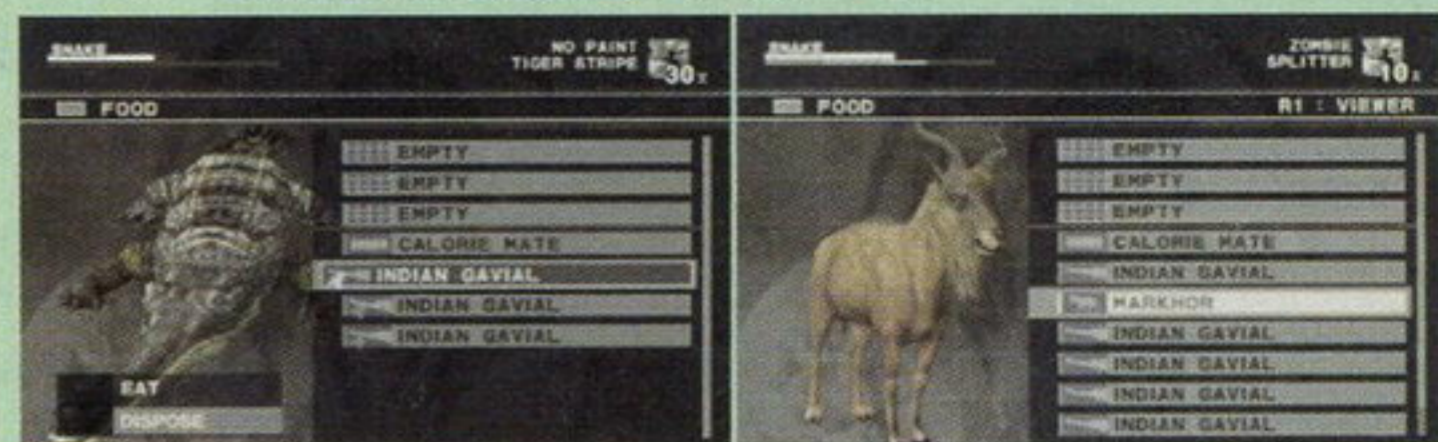 SNAKE
NO PAINT
TIGER STRIPE
30%
FOOD
EMPTY
EMPTY
EMPTY
CALORIE MATE
INDIAN GAVIAL
INDIAN GAVIAL
INDIAN GAVIAL
EAT
DISPOSE
SNAKE
ZOMBIE
SPLITTER
10%
FOOD
R1 : VIEWER
EMPTY
EMPTY
EMPTY
CALORIE MATE
INDIAN GAVIAL
MARKHOR
INDIAN GAVIAL
INDIAN GAVIAL
INDIAN GAVIAL
INDIAN GAVIAL